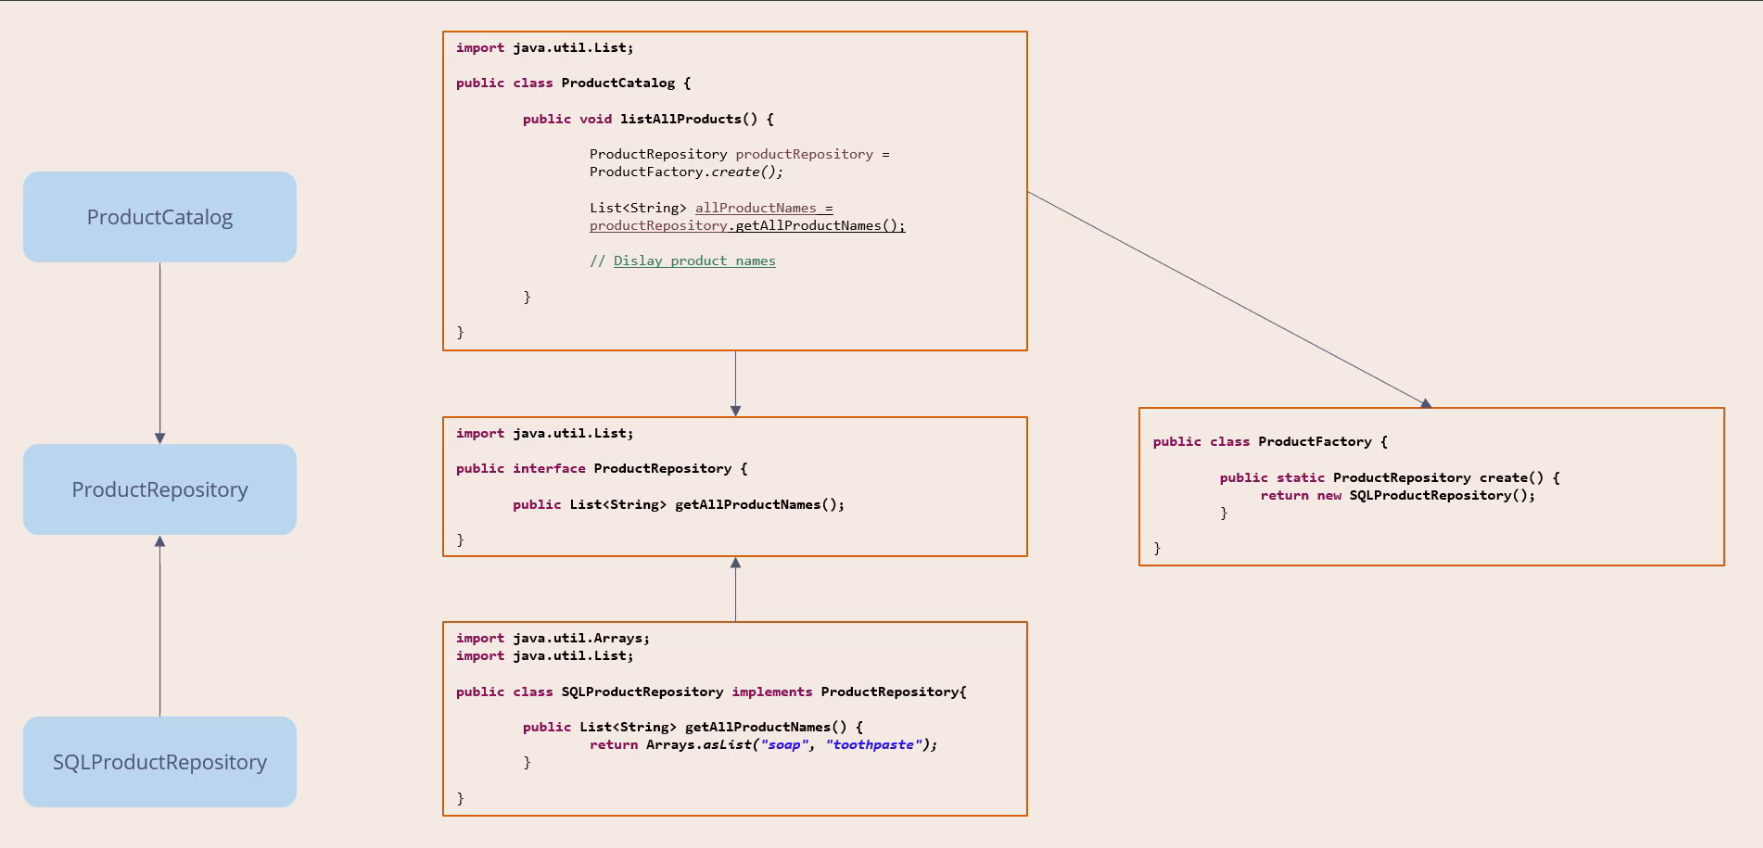 ProductCatalog
ProductRepository
SQLProductRepository
import java.util.List;
public class ProductCatalog {
public void listAllProducts() {
ProductRepository productRepository =
ProductFactory.create();
List<String> allProductNames =
productRepository.getAllProductNames();
// Dislay product names
}
}
import java.util.List;
public interface ProductRepository {
public List<String> getAllProductNames();
}
import java.util.Arrays;
import java.util.List;
public class SQLProductRepository implements ProductRepository{
public List<String> getAllProductNames() {
return Arrays.asList("soap", "toothpaste");
}
}
public class ProductFactory {
public static ProductRepository create() {
return new SQLProductRepository();
}
}